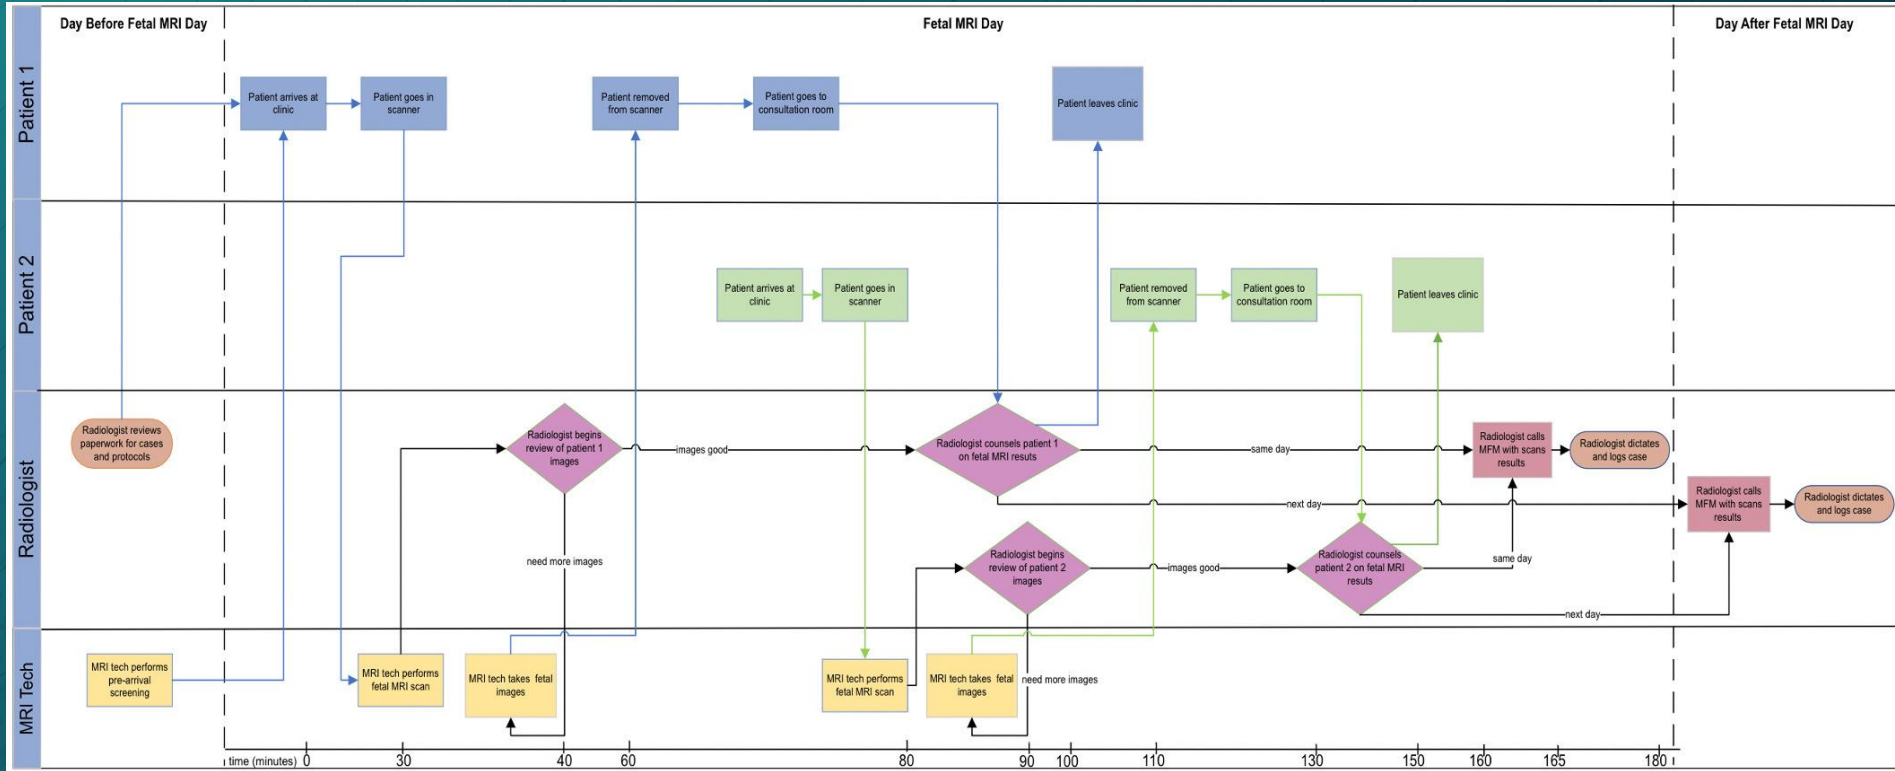 Day Before Fetal MRI Day
Fetal MRI Day
Day After Fetal MRI Day
Patient 1
Patient arrives at
clinic
Patient goes in
scanner
Patient removed
from scanner
Patient goes to
consultation room
Patient leaves clinic
Patient 2
Patient arrives at
clinic
Patient goes in
scanner
Patient removed
from scanner
Patient goes to
consultation room
Patient leaves clinic
Radiologist
Radiologist reviews
paperwork for cases
and protocols
Radiologist begins
review of patient 1
images
images good
need more images
Radiologist counsels patient 1
on fetal MRI resuts
same day
next day
Radiologist calls
MFM with scans
results
Radiologist dictates
and logs case
Radiologist calls
MFM with scans
results
Radiologist dictates
and logs case
Radiologist begins
review of patient 2
images
images good
Radiologist counsels
patient 2 on fetal MRI
resuts
same day
next day
MRI Tech
MRI tech performs
pre-arrival
screening
MRI tech performs
fetal MRI scan
MRI tech takes fetal
images
MRI tech performs
fetal MRI scan
MRI tech takes fetal
images
need more images
time (minutes) 0 30 40 60 80 90 100 110 130 150 160 165 180